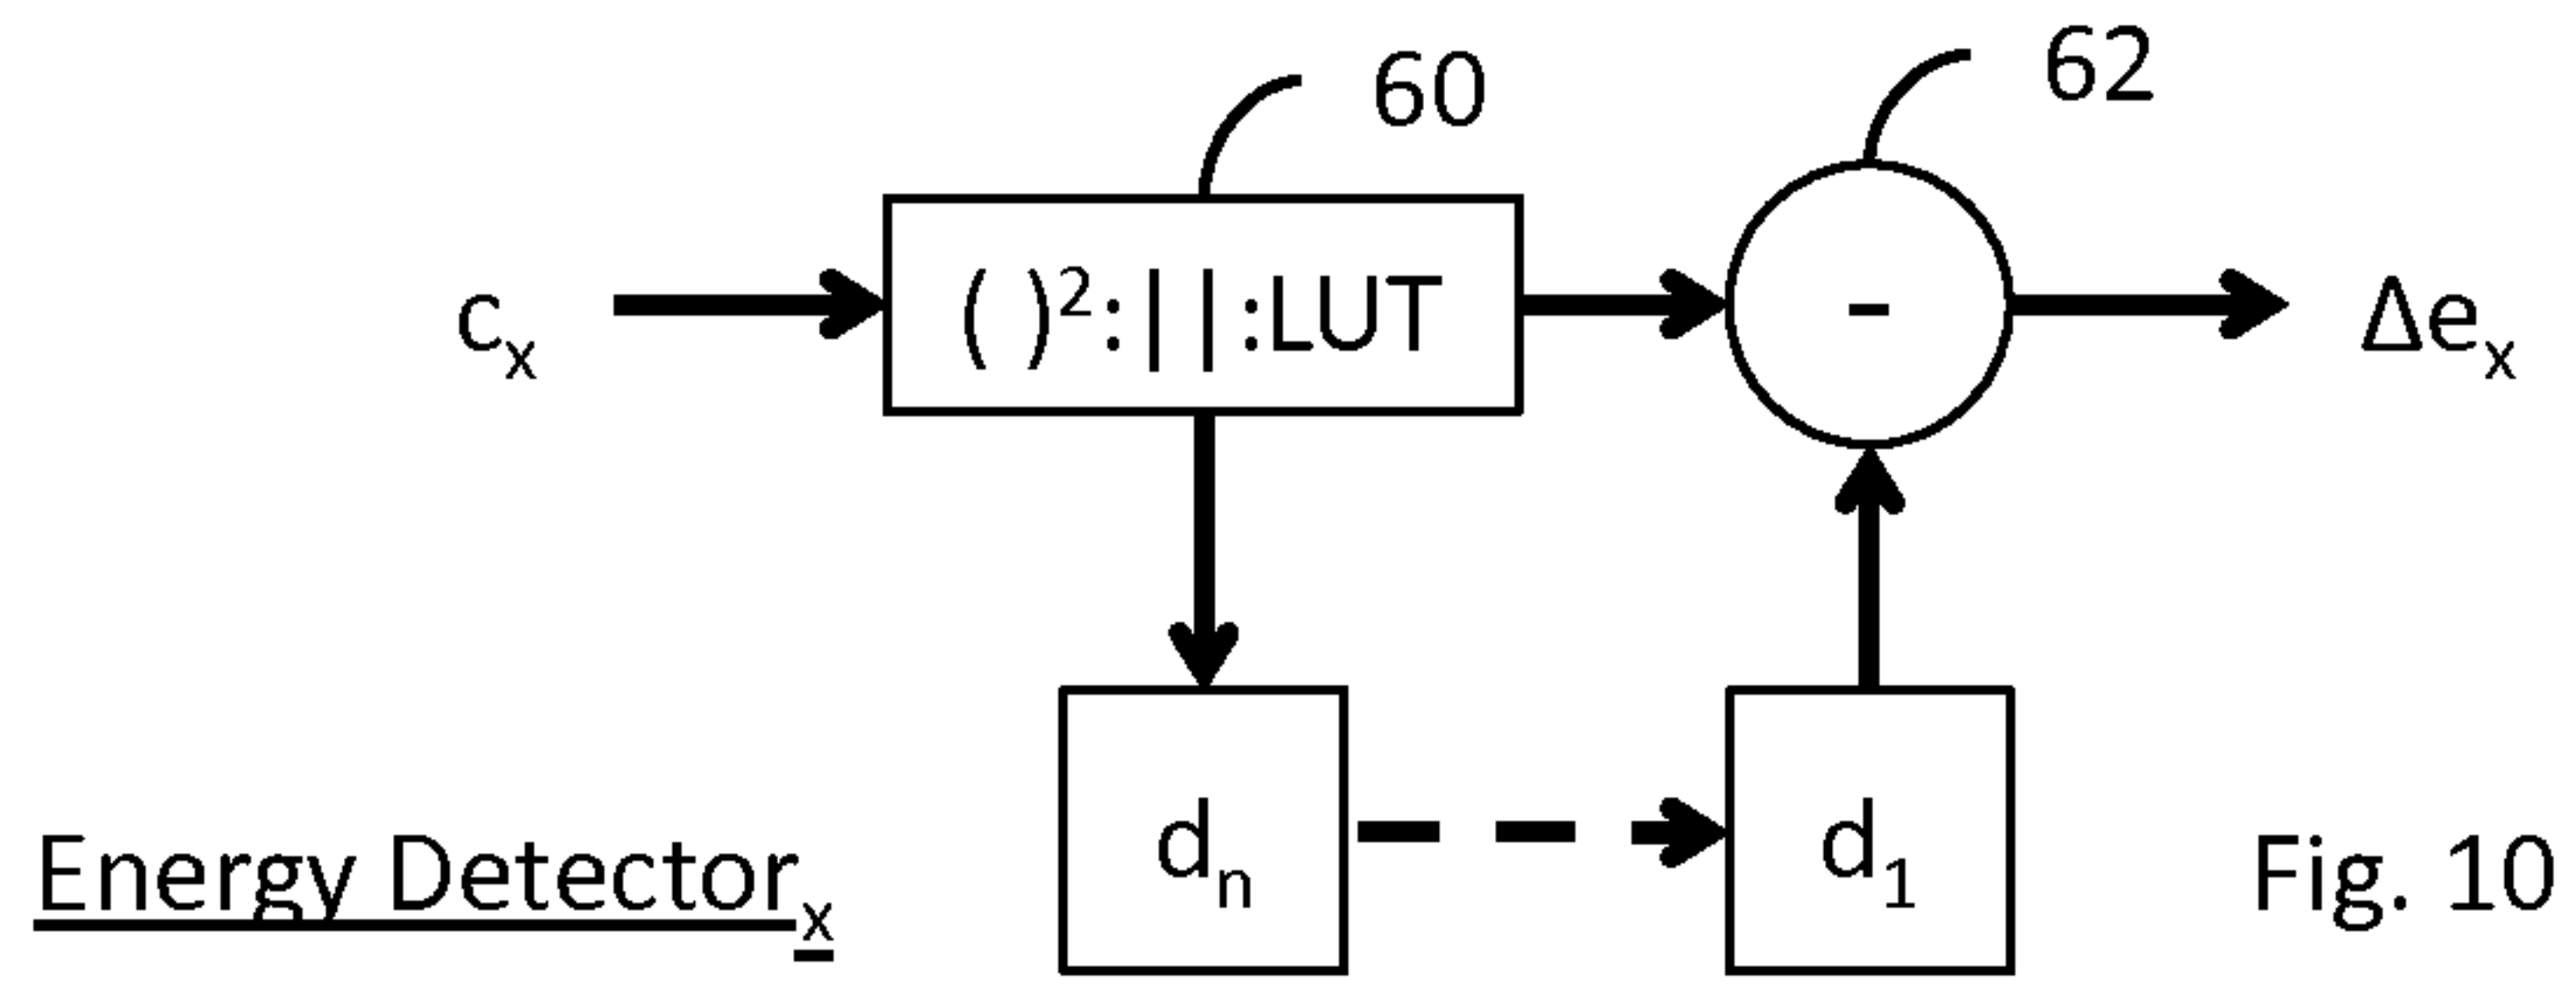 60
62
cₓ
( )²:| |:LUT
-
Δeₓ
dₙ
d₁
Energy Detectorₓ
Fig. 10